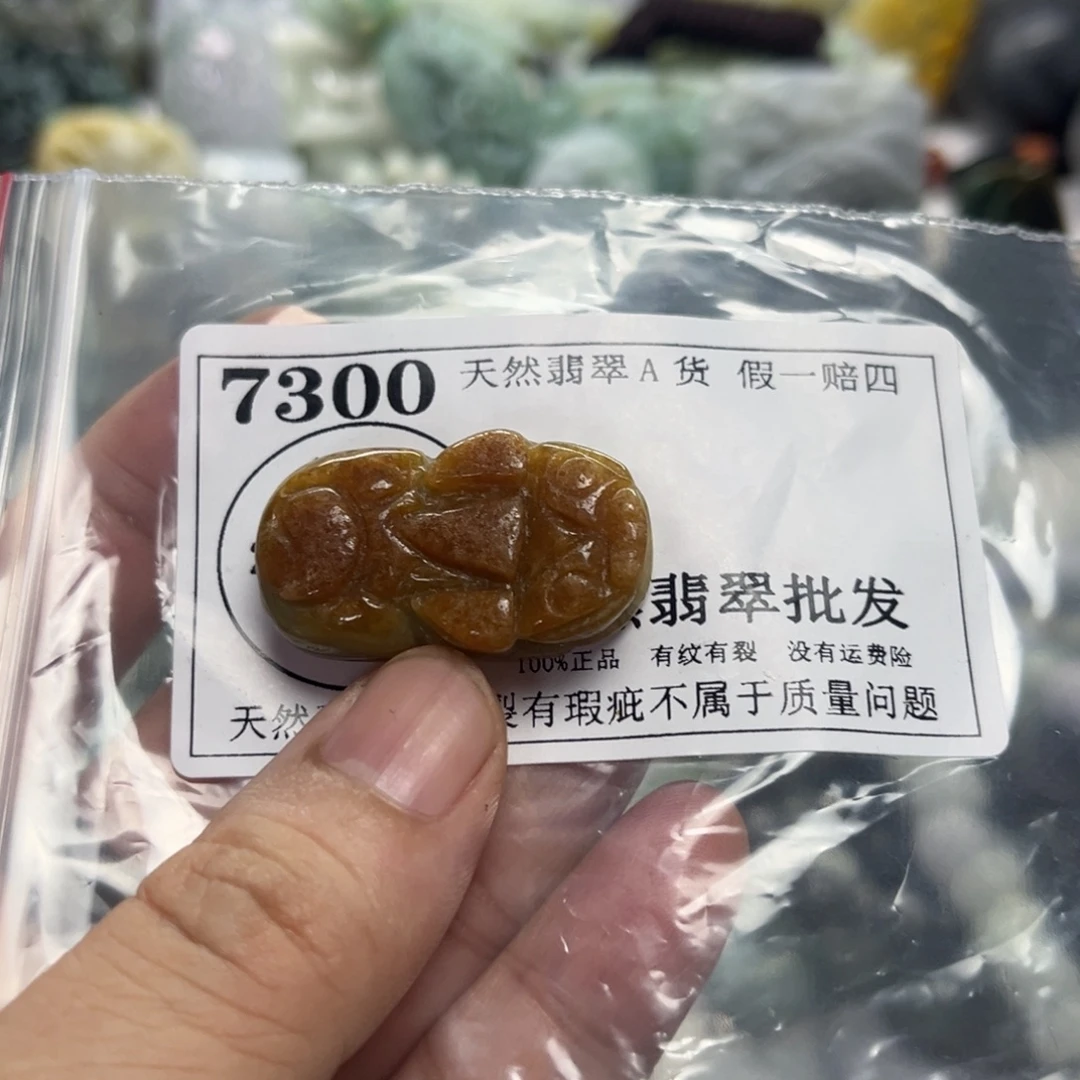 7300 天然翡翠A货 假一赔四
翡翠批发
100%正品 有纹有裂 没有运费险
天然 裂有瑕疵不属于质量问题